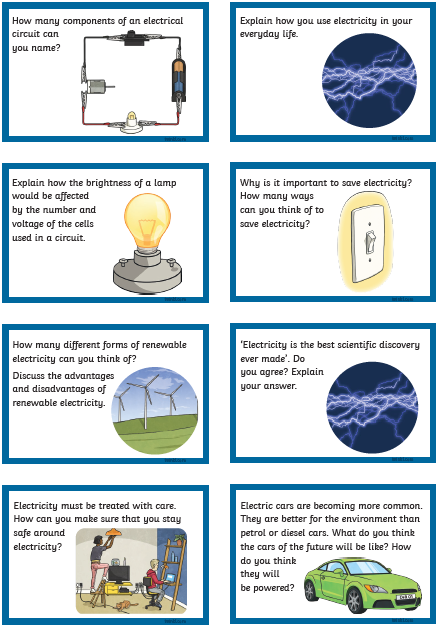 How many components of an electrical
circuit can
you name?
Explain how you use electricity in your
everyday life.
Explain how the brightness of a lamp
would be affected
by the number and
voltage of the cells
used in a circuit.
Why is it important to save electricity?
How many ways
can you think of to
save electricity?
How many different forms of renewable
electricity can you think of?
Discuss the advantages
and disadvantages of
renewable electricity.
‘Electricity is the best scientific discovery
ever made’. Do
you agree? Explain
your answer.
Electricity must be treated with care.
How can you make sure that you stay
safe around
electricity?
Electric cars are becoming more common.
They are better for the environment than
petrol or diesel cars. What do you think
the cars of the future will be like? How
do you think
they will
be powered?